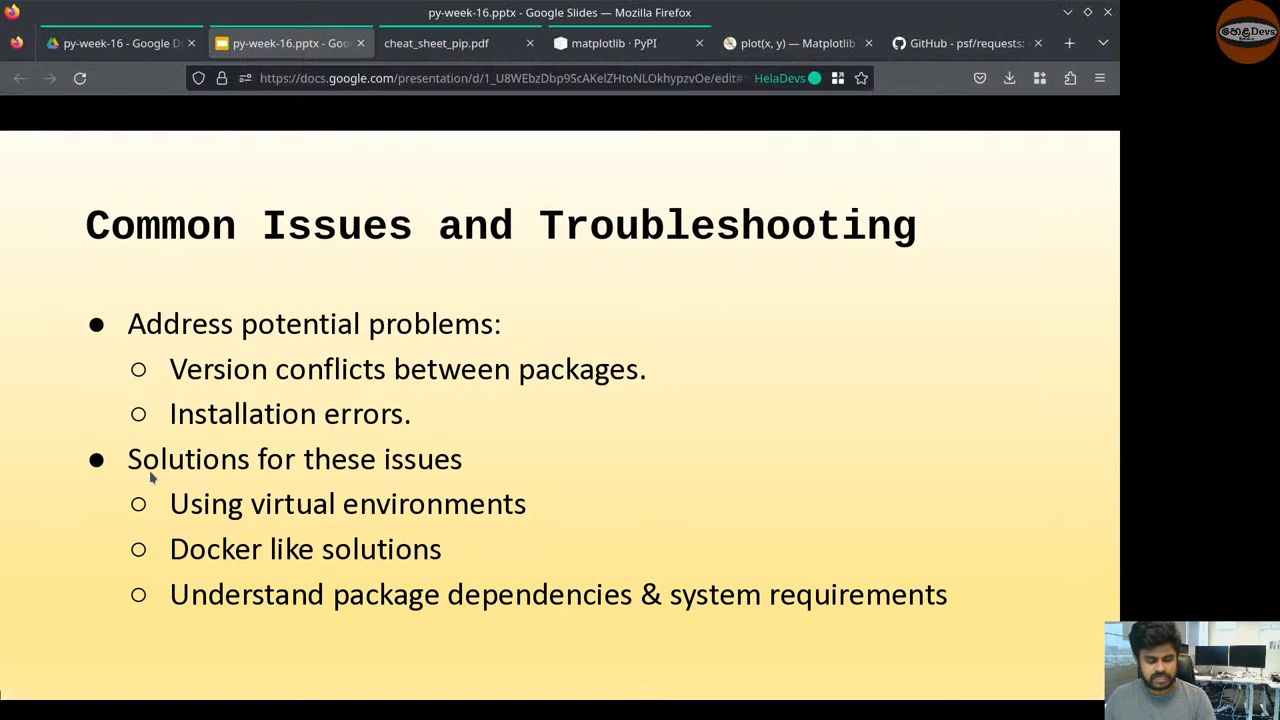 py-week-16.pptx - Google Slides — Mozilla Firefox
py-week-16 - Google D
py-week-16.pptx - Goo
cheat_sheet_pip.pdf
matplotlib · PyPI
plot(x, y) — Matplotlib
GitHub - psf/requests:
https://docs.google.com/presentation/d/1_U8WEbzDbp9ScAKelZHtoNLOkhypzvOe/edit#
HelaDevs
හෙළDevs
Common Issues and Troubleshooting
● Address potential problems:
○ Version conflicts between packages.
○ Installation errors.
● Solutions for these issues
○ Using virtual environments
○ Docker like solutions
○ Understand package dependencies & system requirements